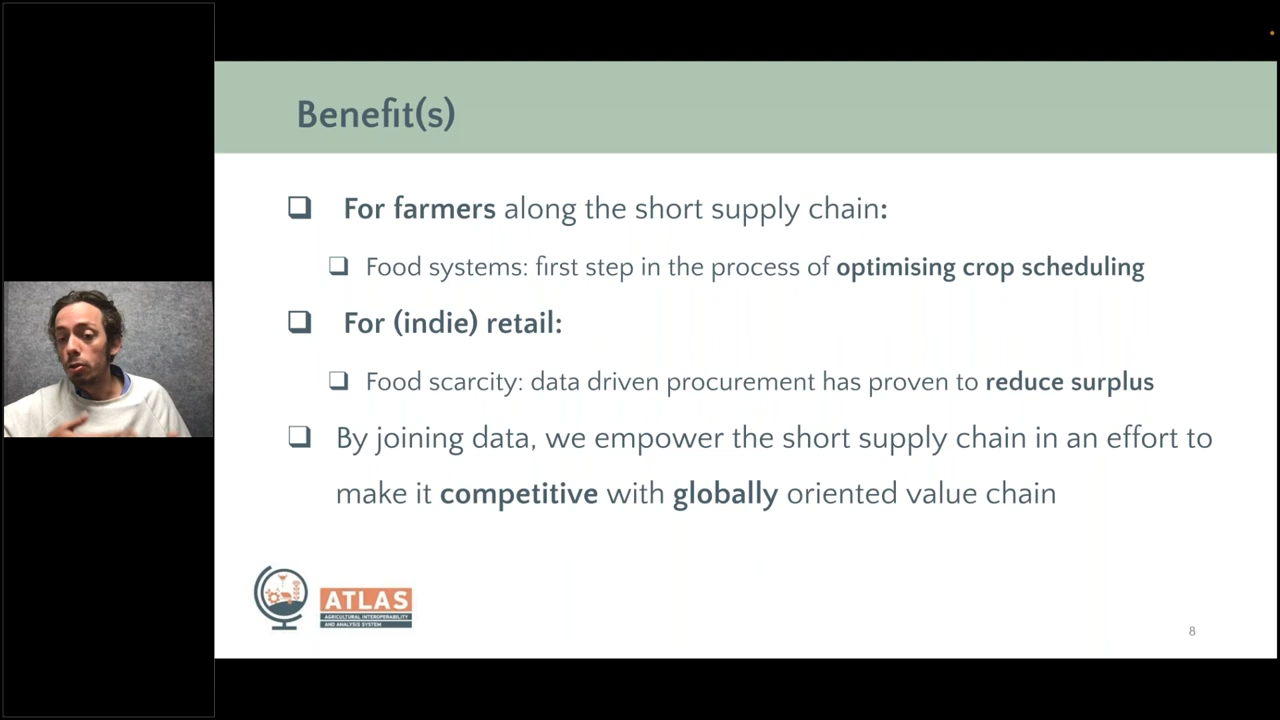 Benefit(s)
For farmers along the short supply chain:
Food systems: first step in the process of optimising crop scheduling
For (indie) retail:
Food scarcity: data driven procurement has proven to reduce surplus
By joining data, we empower the short supply chain in an effort to
make it competitive with globally oriented value chain
ATLAS
AGRICULTURAL INTEROPERABILITY
AND ANALYSIS SYSTEM
8